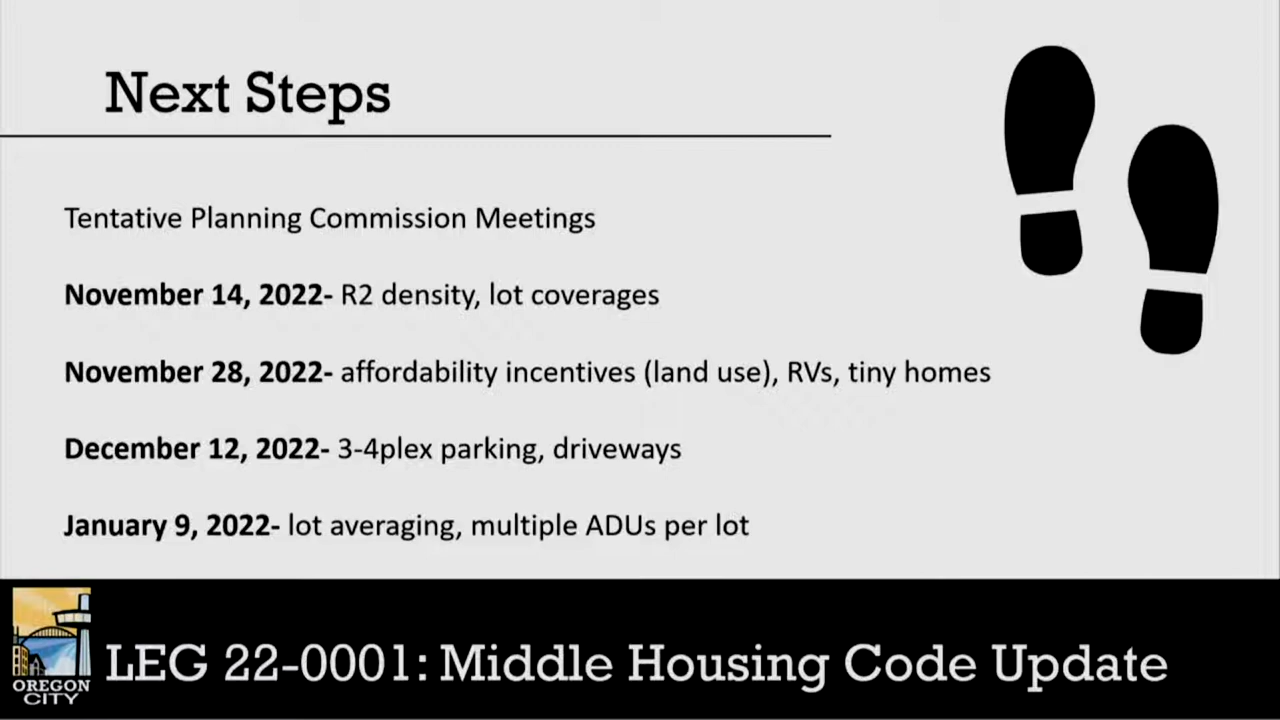 Next Steps
Tentative Planning Commission Meetings
November 14, 2022- R2 density, lot coverages
November 28, 2022- affordability incentives (land use), RVs, tiny homes
December 12, 2022- 3-4plex parking, driveways
January 9, 2022- lot averaging, multiple ADUs per lot
OREGON
CITY
LEG 22-0001: Middle Housing Code Update